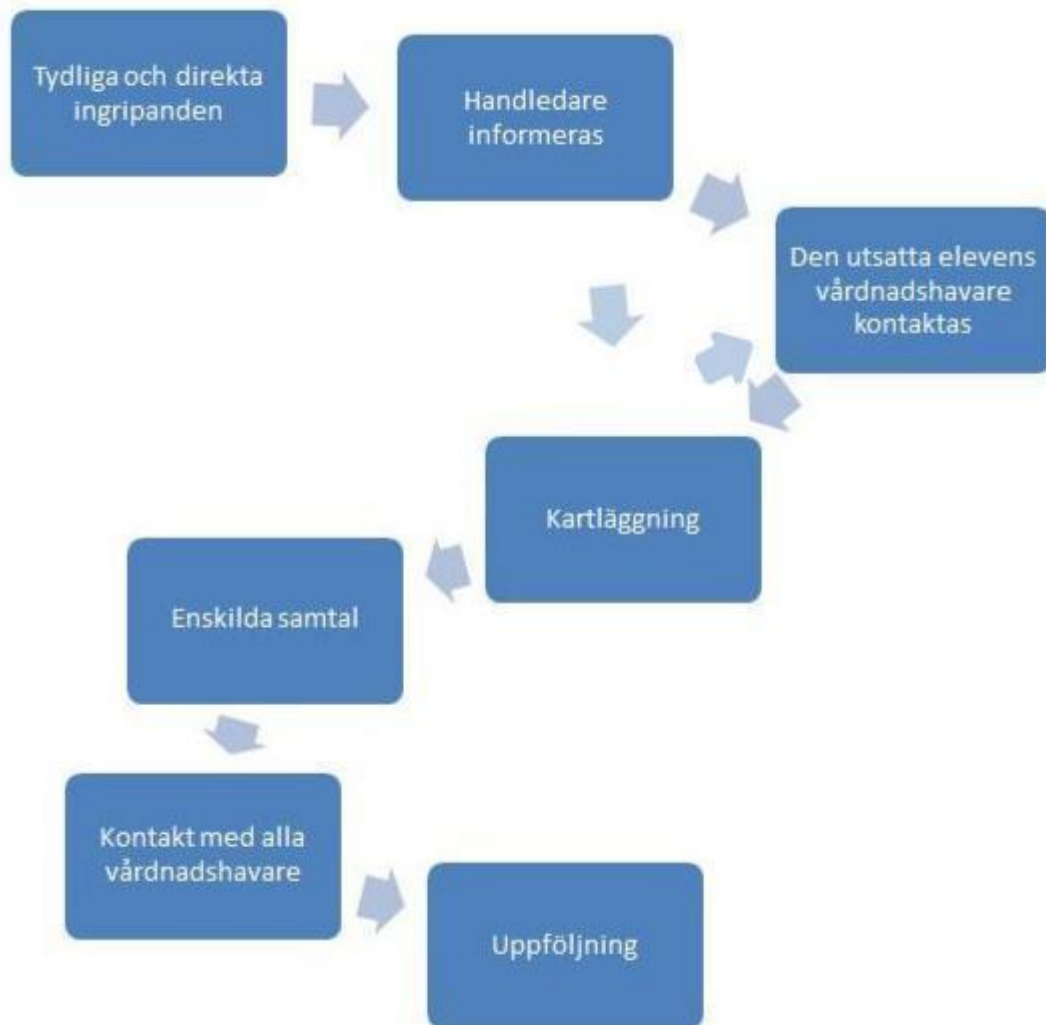 Tydliga och direkta
ingripanden
Handledare
informeras
Den utsatta elevens
vårdnadshavare
kontaktas
Kartläggning
Enskilda samtal
Kontakt med alla
vårdnadshavare
Uppföljning